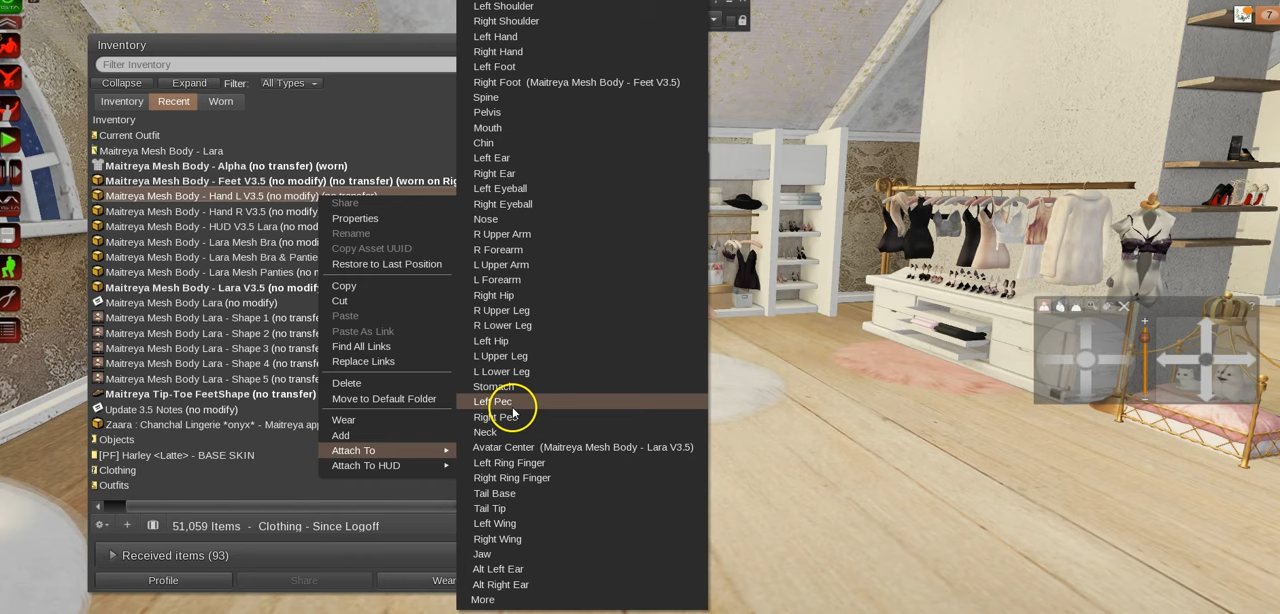 Inventory
Filter Inventory
Collapse Expand Filter: All Types
Inventory Recent Worn
Inventory
Current Outfit
Maitreya Mesh Body - Lara
Maitreya Mesh Body - Alpha (no transfer) (worn)
Maitreya Mesh Body - Feet V3.5 (no modify) (no transfer) (worn on Rig
Maitreya Mesh Body - Hand L V3.5 (no modify) (no transfer)
Maitreya Mesh Body - Hand R V3.5 (no modify)
Maitreya Mesh Body - HUD V3.5 Lara (no mod
Maitreya Mesh Body - Lara Mesh Bra (no mod
Maitreya Mesh Body - Lara Mesh Bra & Pantie
Maitreya Mesh Body - Lara Mesh Panties (no m
Maitreya Mesh Body - Lara V3.5 (no modify
Maitreya Mesh Body Lara (no modify)
Maitreya Mesh Body Lara - Shape 1 (no transfe
Maitreya Mesh Body Lara - Shape 2 (no transfe
Maitreya Mesh Body Lara - Shape 3 (no transfe
Maitreya Mesh Body Lara - Shape 4 (no transfe
Maitreya Mesh Body Lara - Shape 5 (no transfe
Maitreya Tip-Toe FeetShape (no transfer)
Update 3.5 Notes (no modify)
Zaara : Chanchal Lingerie *onyx* - Maitreya app
Objects
[PF] Harley <Latte> - BASE SKIN
Clothing
Outfits
51,059 Items - Clothing - Since Logoff
Received items (93)
Profile Share Wear
Share
Properties
Rename
Copy Asset UUID
Restore to Last Position
Copy
Cut
Paste
Paste As Link
Find All Links
Replace Links
Delete
Move to Default Folder
Wear
Add
Attach To
Attach To HUD
Left Shoulder
Right Shoulder
Left Hand
Right Hand
Left Foot
Right Foot (Maitreya Mesh Body - Feet V3.5)
Spine
Pelvis
Mouth
Chin
Left Ear
Right Ear
Left Eyeball
Right Eyeball
Nose
R Upper Arm
R Forearm
L Upper Arm
L Forearm
Right Hip
R Upper Leg
R Lower Leg
Left Hip
L Upper Leg
L Lower Leg
Stomach
Left Pec
Right Pec
Neck
Avatar Center (Maitreya Mesh Body - Lara V3.5)
Left Ring Finger
Right Ring Finger
Tail Base
Tail Tip
Left Wing
Right Wing
Jaw
Alt Left Ear
Alt Right Ear
More
7
?